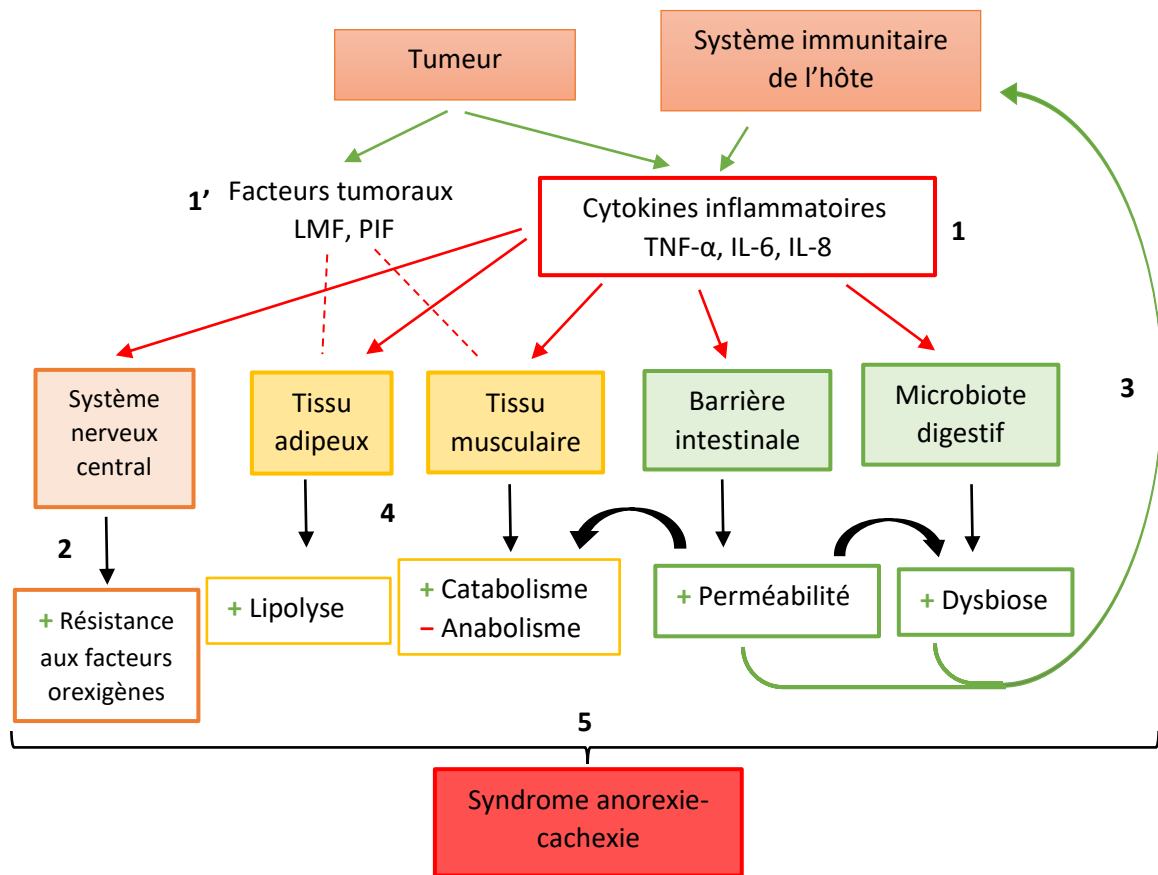 Tumeur
Système immunitaire
de l’hôte
1’
Facteurs tumoraux
LMF, PIF
Cytokines inflammatoires
TNF-α, IL-6, IL-8
1
Système
nerveux
central
Tissu
adipeux
Tissu
musculaire
Barrière
intestinale
Microbiote
digestif
3
2
4
+ Résistance
aux facteurs
orexigènes
+ Lipolyse
+ Catabolisme
− Anabolisme
+ Perméabilité
+ Dysbiose
5
Syndrome anorexie-
cachexie